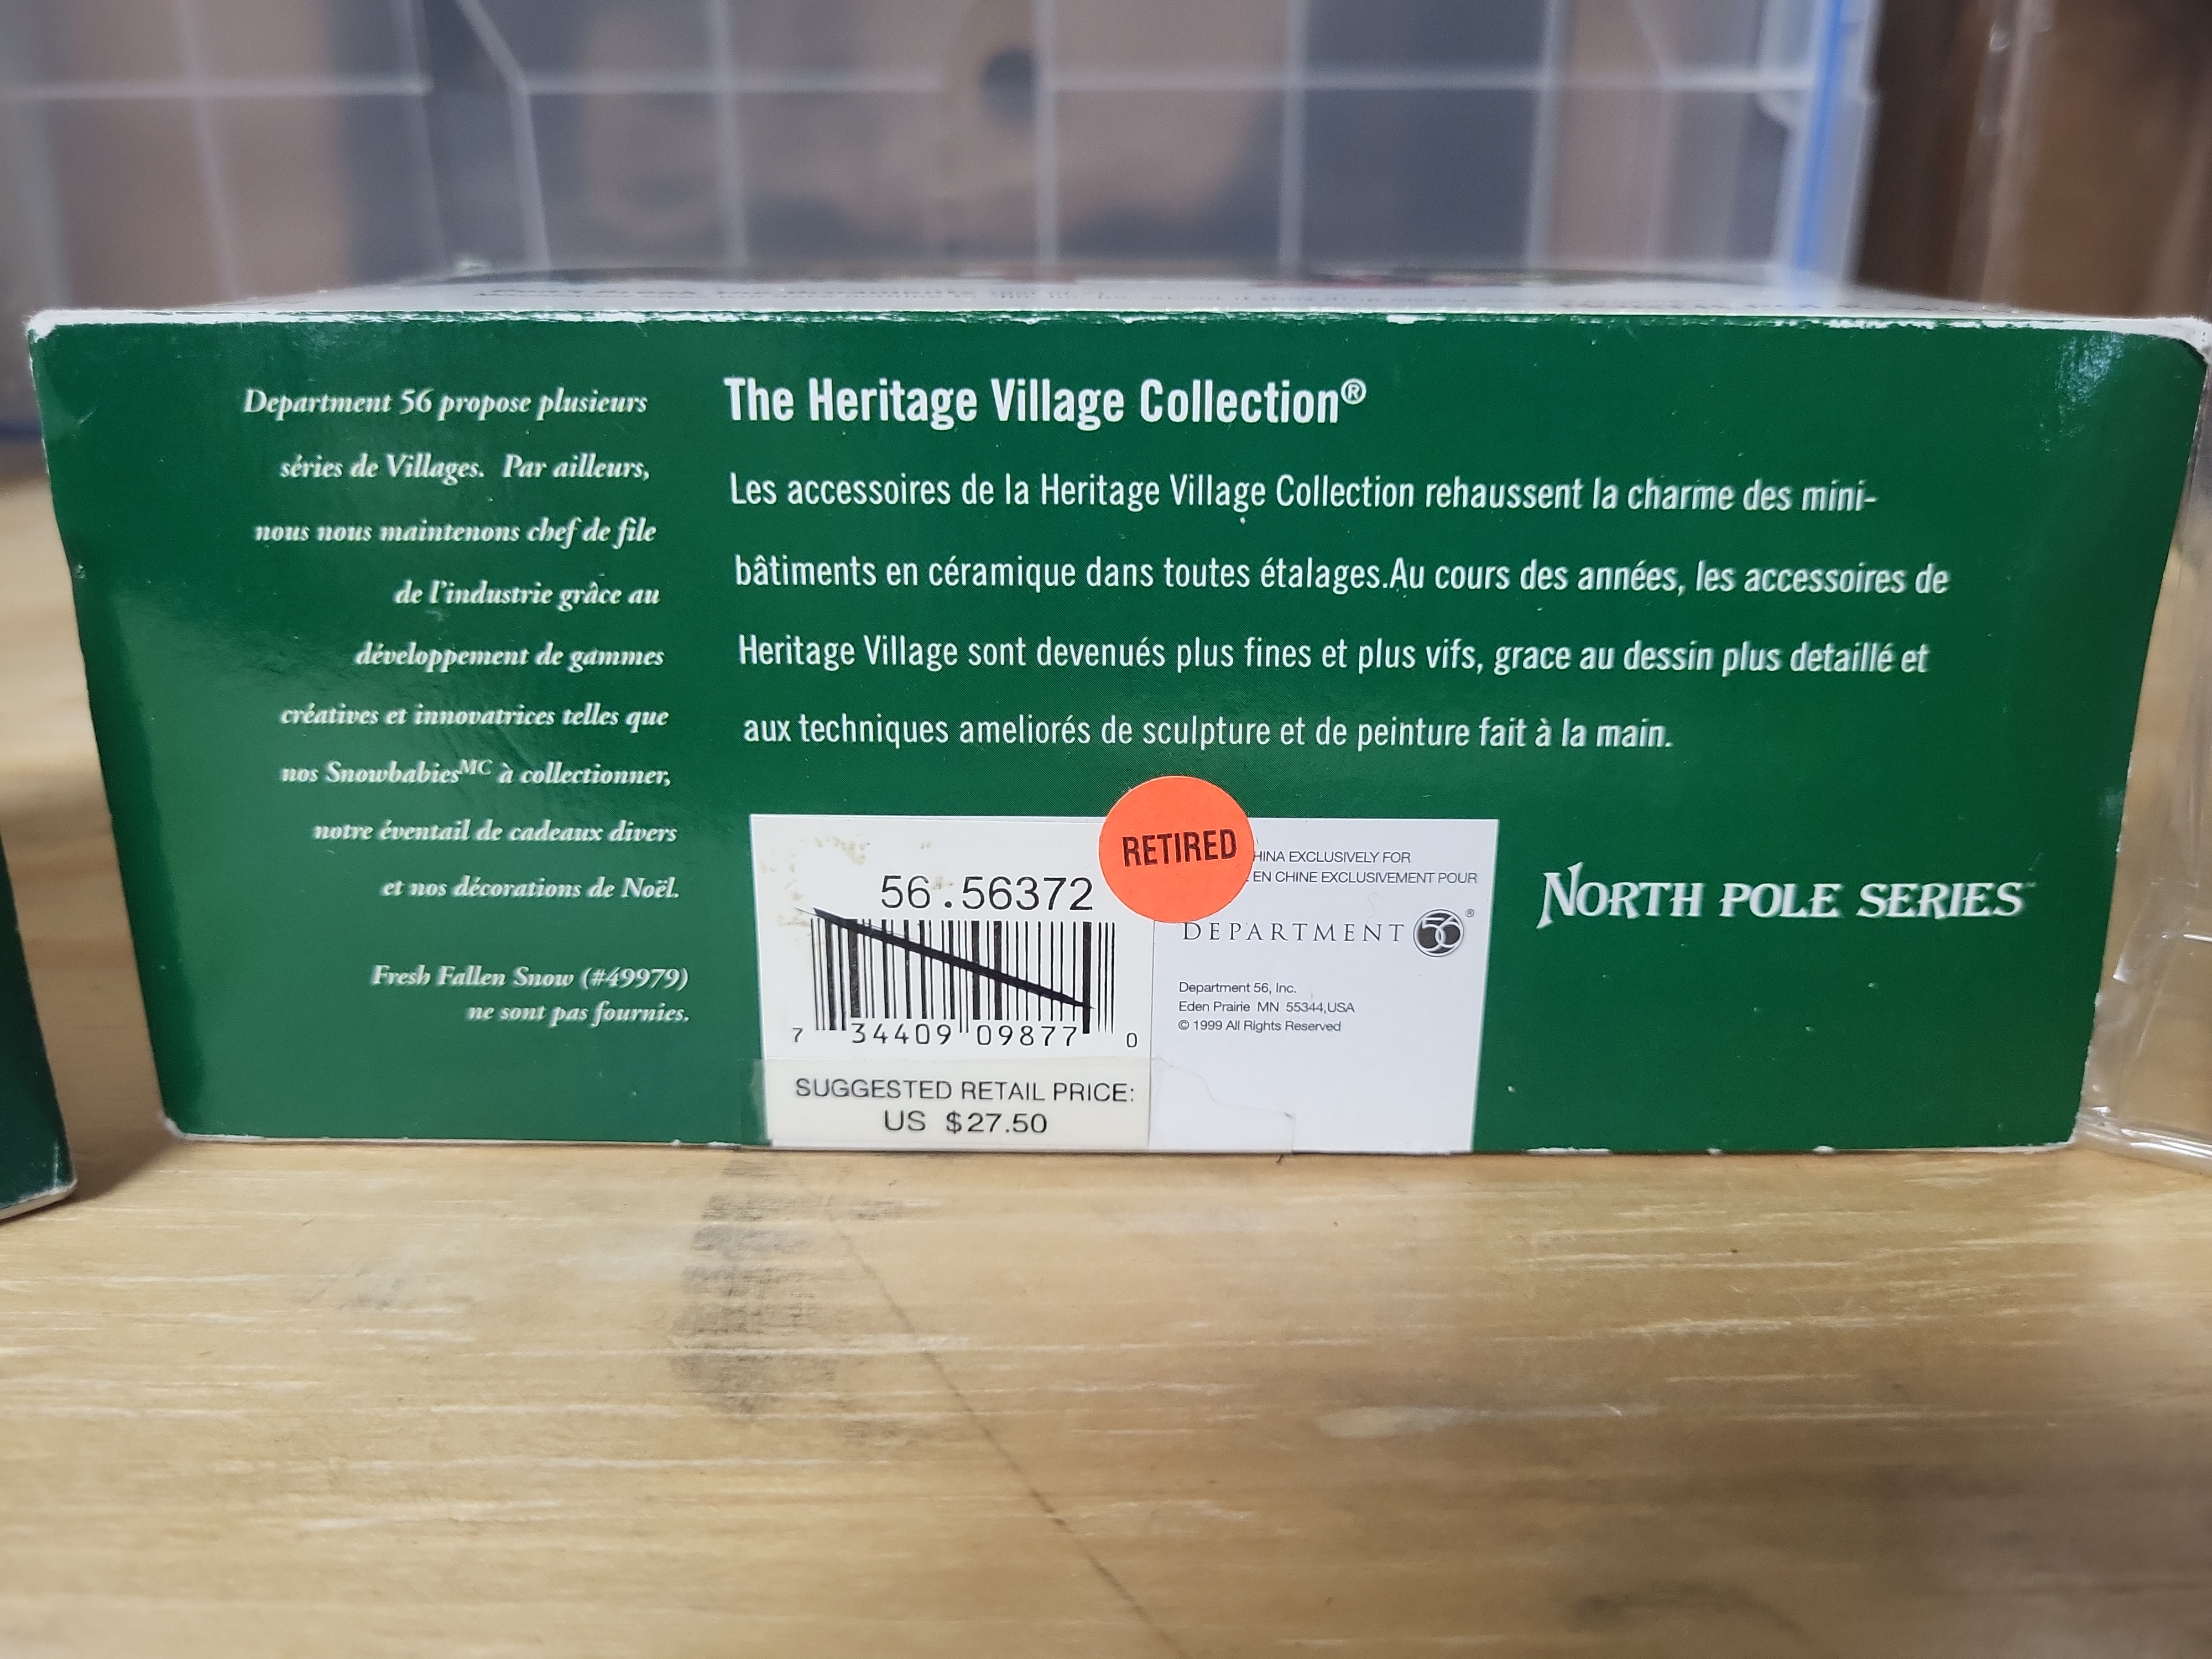 Department 56 propose plusieurs
séries de Villages. Par ailleurs,
nous nous maintenons chef de file
de l'industrie grâce au
développement de gammes
créatives et innovatrices telles que
nos Snowbabies MC à collectionner,
notre éventail de cadeaux divers
et nos décorations de Noël.
Fresh Fallen Snow (#49979)
ne sont pas fournies.
The Heritage Village Collection®
Les accessoires de la Heritage Village Collection rehaussent la charme des mini-
bâtiments en céramique dans toutes étalages.Au cours des années, les accessoires de
Heritage Village sont devenués plus fines et plus vifs, grace au dessin plus detaillé et
aux techniques ameliorés de sculpture et de peinture fait à la main.
RETIRED
56.56372
7 34409 09877 0
SUGGESTED RETAIL PRICE:
US $27.50
HINA EXCLUSIVELY FOR
EN CHINE EXCLUSIVEMENT POUR
DEPARTMENT 56®
Department 56, Inc.
Eden Prairie MN 55344,USA
© 1999 All Rights Reserved
NORTH POLE SERIES™